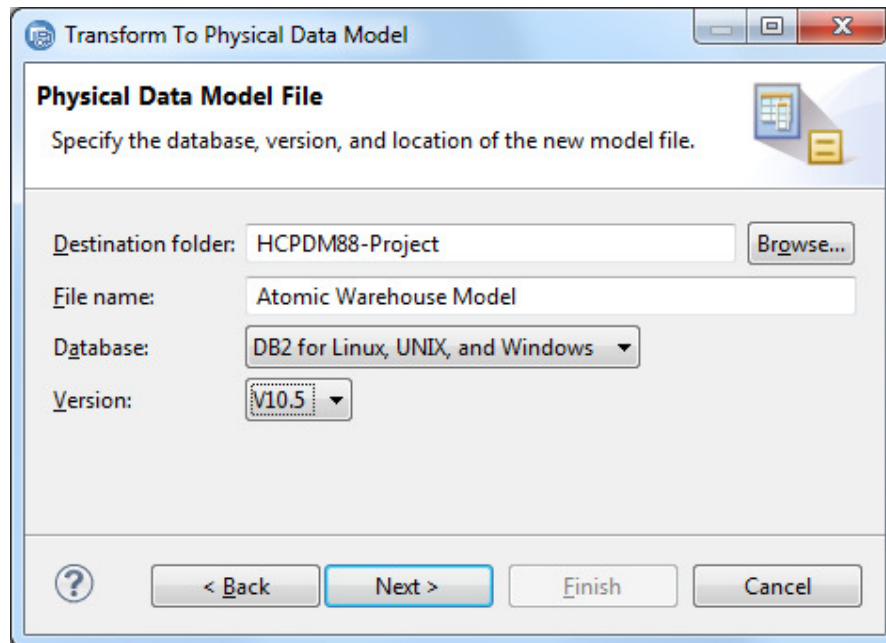 Transform To Physical Data Model
Physical Data Model File
Specify the database, version, and location of the new model file.
Destination folder: HCPDM88-Project Browse...
File name: Atomic Warehouse Model
Database: DB2 for Linux, UNIX, and Windows
Version: V10.5
? < Back Next > Finish Cancel